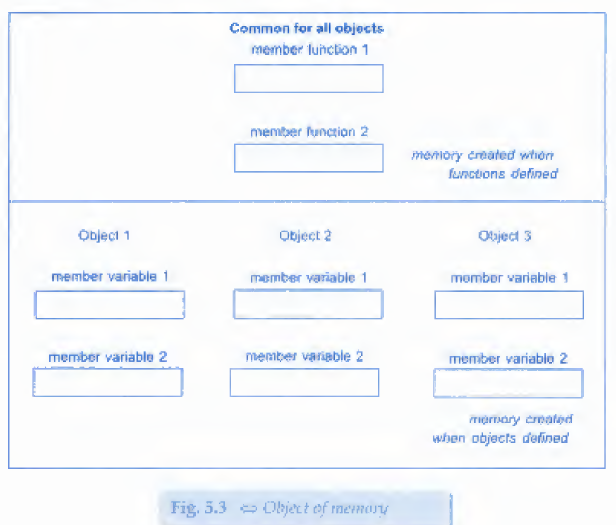 Common for all objects
member function 1
member function 2
memory created when
functions defined
Object 1 Object 2 Object 3
member variable 1 member variable 1 member variable 1
member variable 2 member variable 2 member variable 2
memory created
when objects defined
Fig. 5.3 ⇔ Object of memory